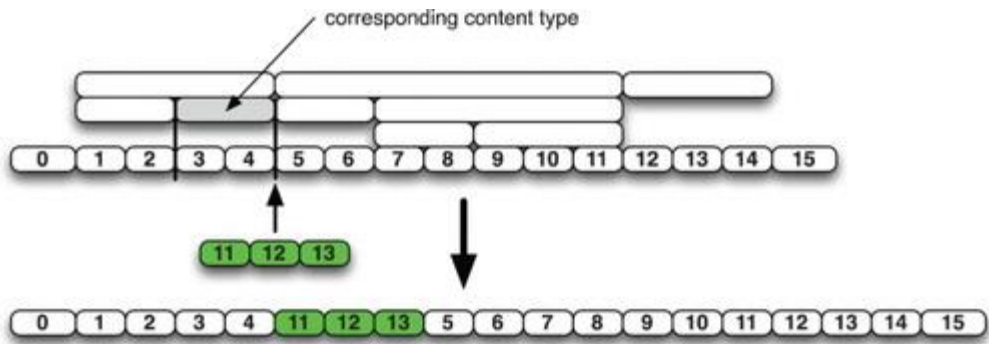 corresponding content type
0 1 2 3 4 5 6 7 8 9 10 11 12 13 14 15
11 12 13
0 1 2 3 4 11 12 13 5 6 7 8 9 10 11 12 13 14 15